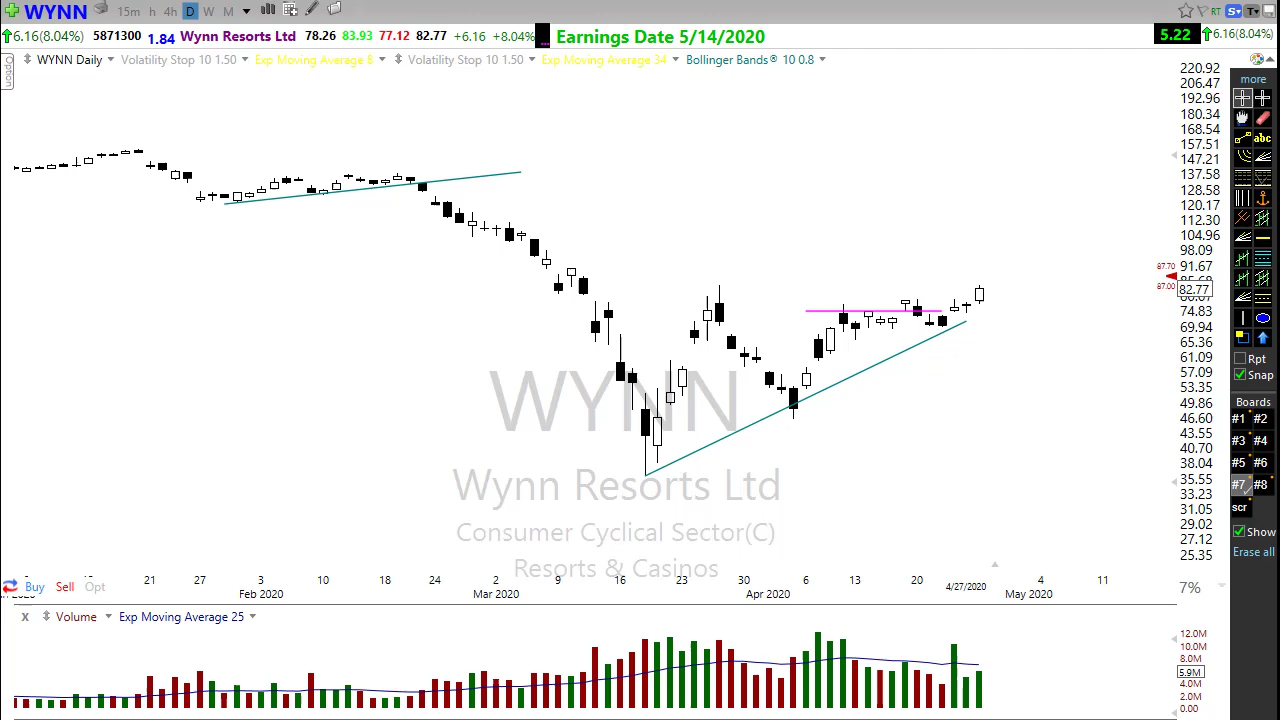 WYNN 15m h 4h D W M
RT S T
6.16(8.04%) 5871300 1.84 Wynn Resorts Ltd 78.26 83.93 77.12 82.77 +6.16 +8.04% Earnings Date 5/14/2020 5.22 6.16(8.04%)
Option WYNN Daily Volatility Stop 10 1.50 Exp Moving Average 8 Volatility Stop 10 1.50 Exp Moving Average 34 Bollinger Bands® 10 0.8
220.92
206.47
192.96
180.34
168.54
157.51
147.21
137.58
128.58
120.17
112.30
104.96
98.09
91.67
87.70
87.00
82.77
74.83
69.94
65.36
61.09
57.09
53.35
49.86
46.60
43.55
40.70
38.04
35.55
33.23
31.05
29.02
27.12
25.35
more
abc
Rpt
Snap
Boards
#1 #2
#3 #4
#5 #6
#7 #8
scr
Show
Erase all
WYNN
Wynn Resorts Ltd
Consumer Cyclical Sector(C)
Resorts & Casinos
Buy Sell Opt
21 27 3 10 18 24 2 9 16 23 30 6 13 20 4/27/2020 4 11
Feb 2020 Mar 2020 Apr 2020 May 2020
7%
x Volume Exp Moving Average 25
12.0M
10.0M
8.0M
5.9M
4.0M
2.0M
0.00